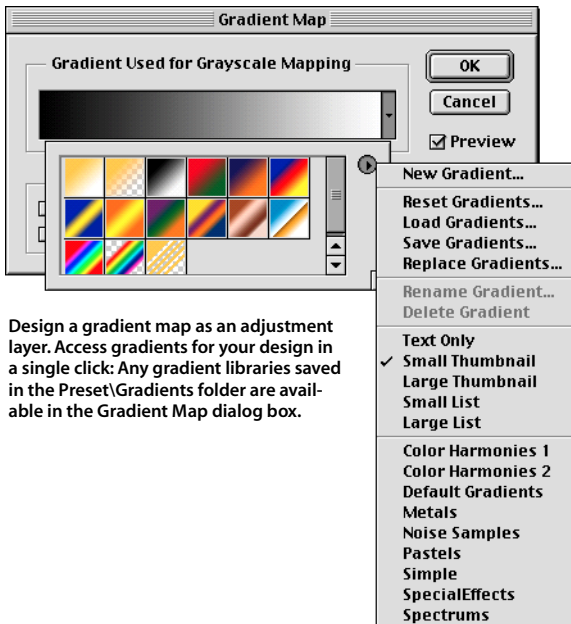 Gradient Map
Gradient Used for Grayscale Mapping
OK
Cancel
Preview
New Gradient...
Reset Gradients...
Load Gradients...
Save Gradients...
Replace Gradients...
Rename Gradient...
Delete Gradient
Text Only
✓ Small Thumbnail
Large Thumbnail
Small List
Large List
Color Harmonies 1
Color Harmonies 2
Default Gradients
Metals
Noise Samples
Pastels
Simple
SpecialEffects
Spectrums
Design a gradient map as an adjustment
layer. Access gradients for your design in
a single click: Any gradient libraries saved
in the Preset\Gradients folder are avail-
able in the Gradient Map dialog box.